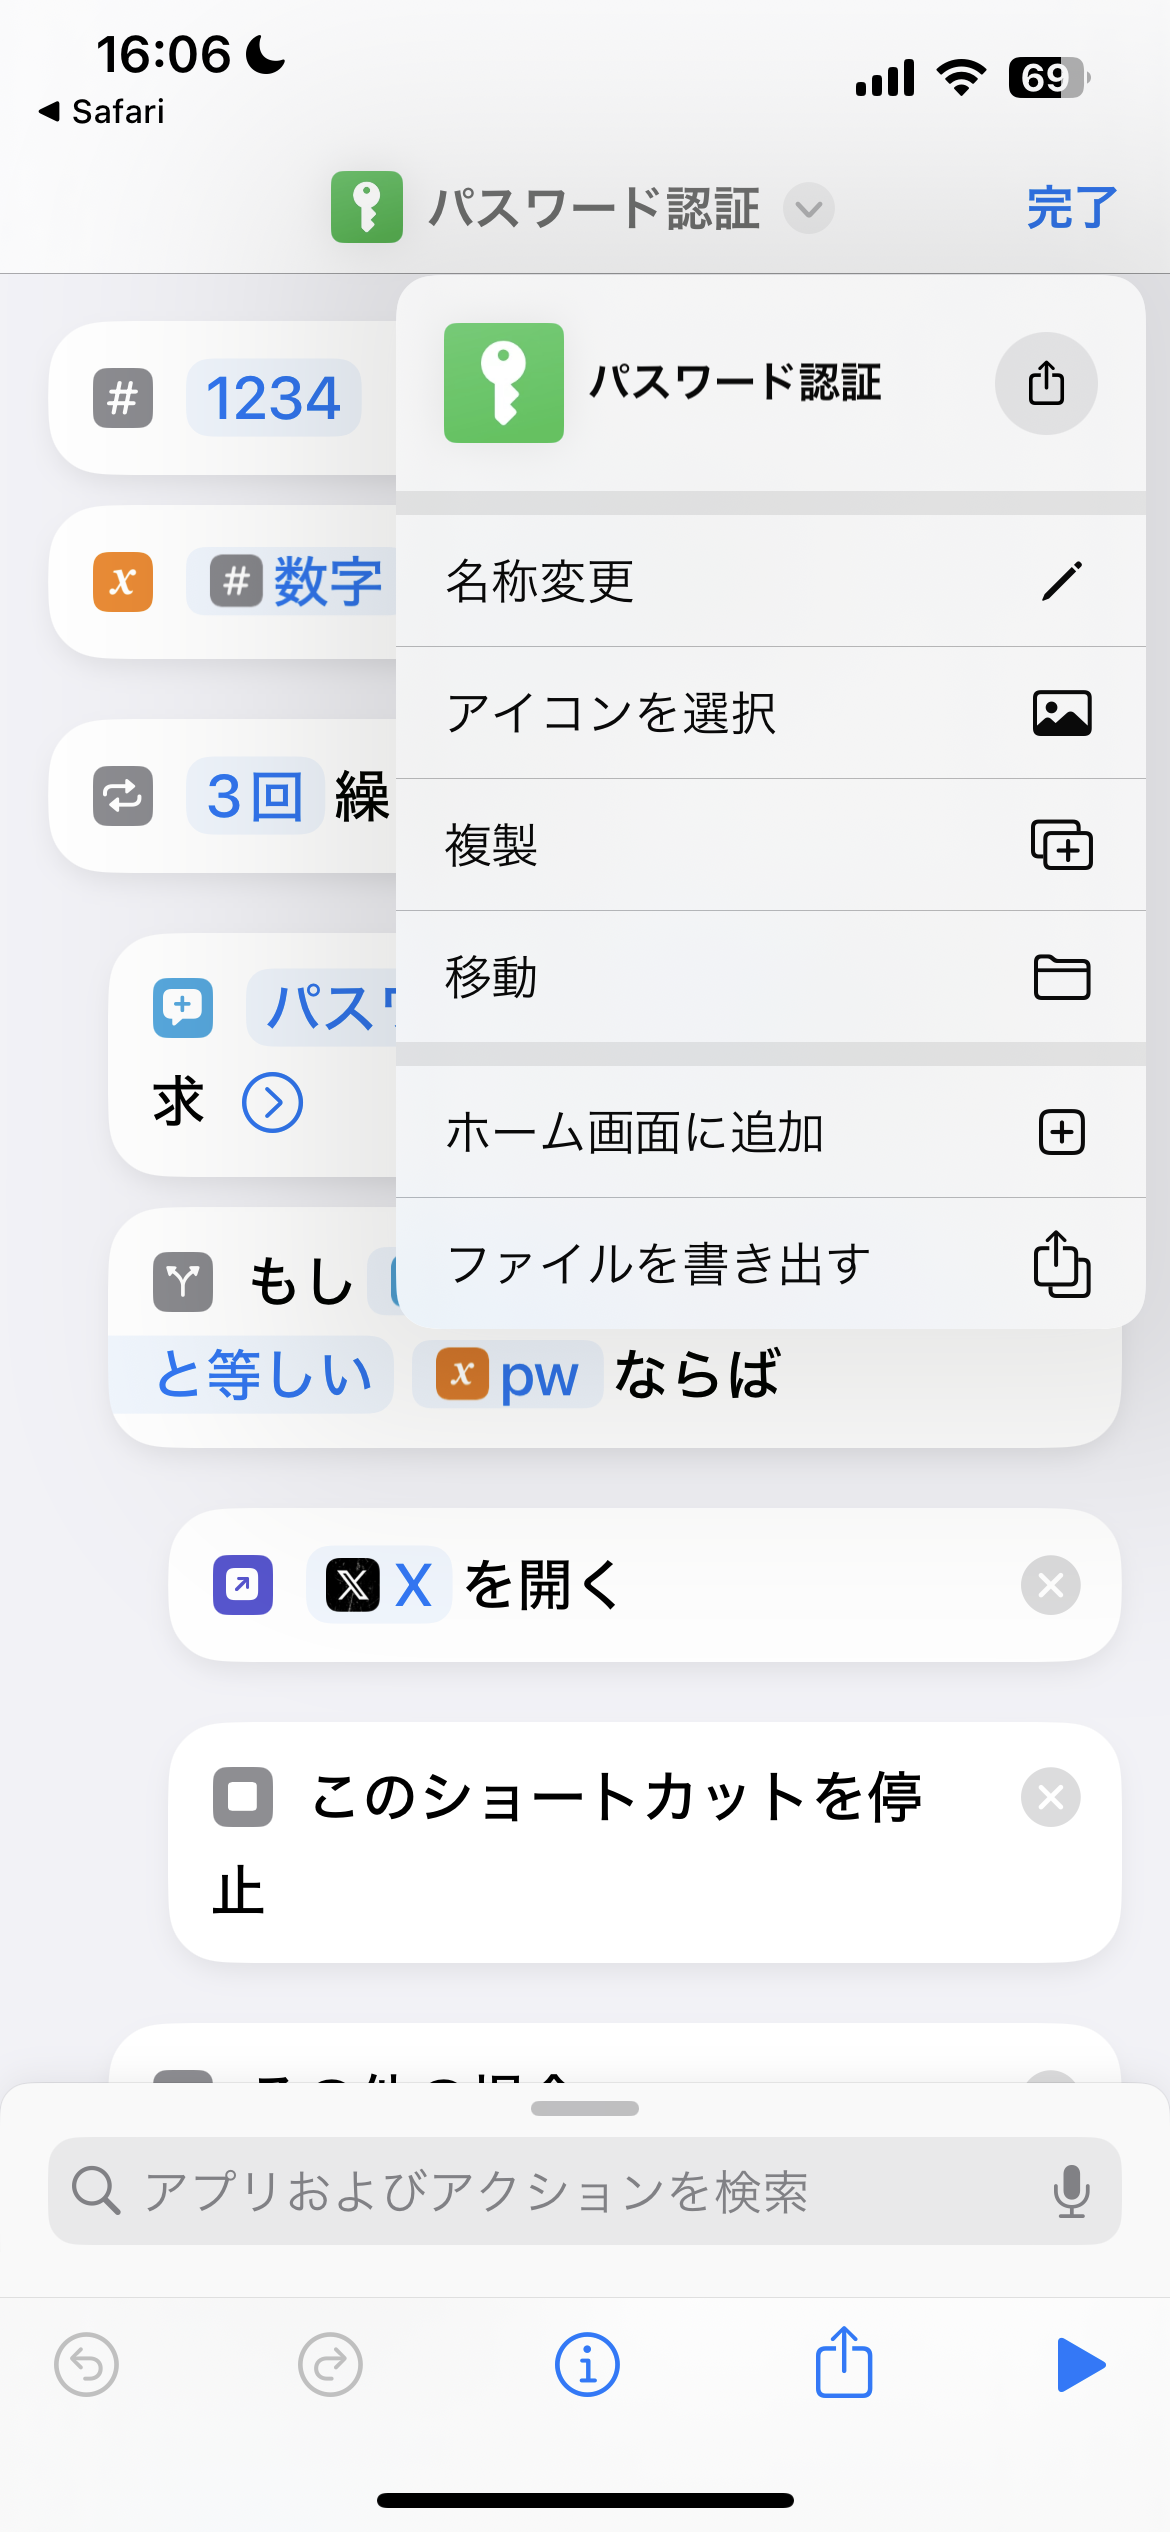 16:06
69
Safari
パスワード認証
完了
1234
パスワード認証
数字
名称変更
アイコンを選択
3回 繰
複製
移動
パスワ
求
ホーム画面に追加
もし
ファイルを書き出す
と等しい pw ならば
X を開く
このショートカットを停
止
アプリおよびアクションを検索